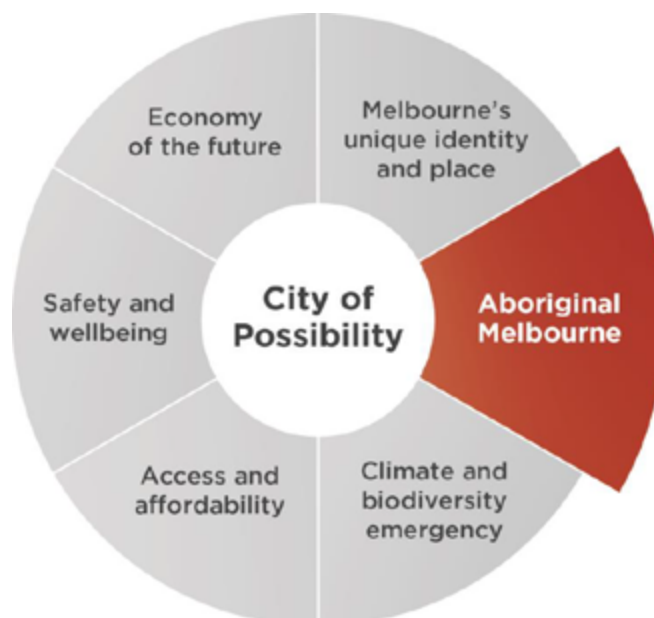 Economy
of the future
Melbourne's
unique identity
and place
Safety and
wellbeing
City of
Possibility
Aboriginal
Melbourne
Access and
affordability
Climate and
biodiversity
emergency